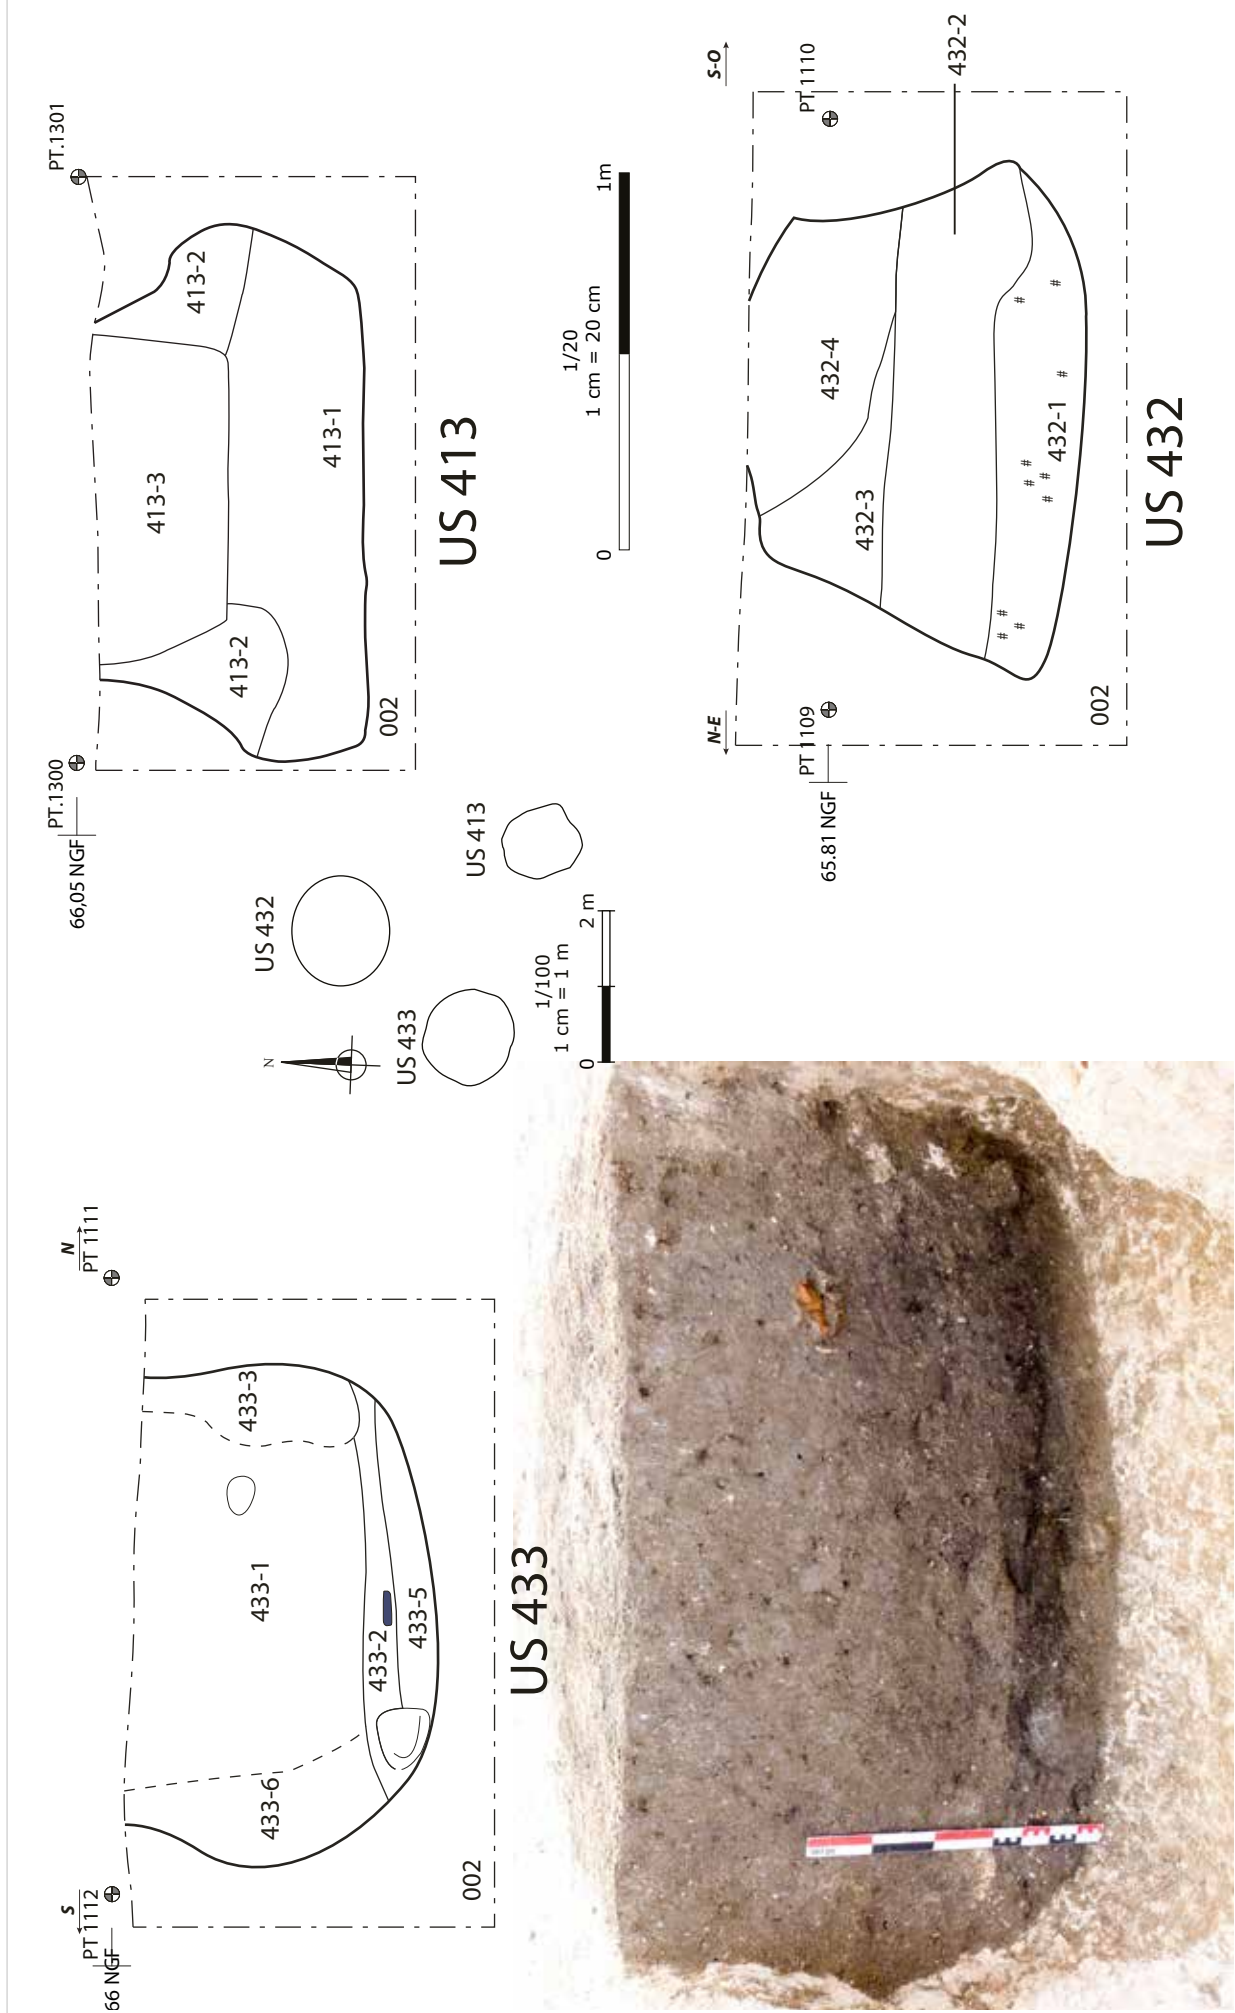 S
PT 1112
66 NGF
N
PT 1111
433-6
433-1
433-3
433-2
433-5
002
US 433
N
US 433
US 432
US 413
1/100
1 cm = 1 m
0
2 m
PT.1300
66,05 NGF
PT.1301
413-2
413-3
413-2
413-1
002
US 413
1/20
1 cm = 20 cm
0
1m
N-E
PT 1109
65.81 NGF
S-O
PT 1110
432-2
432-4
432-3
432-1
002
US 432